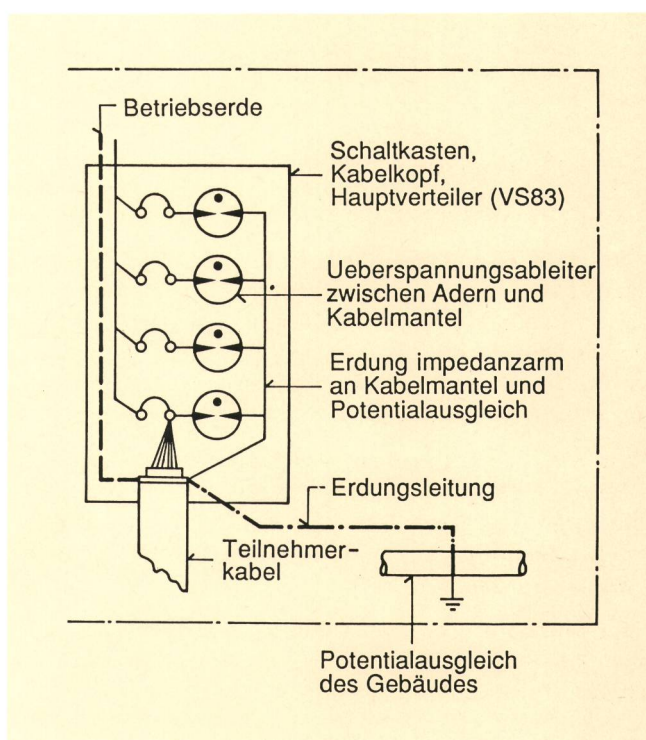 Betriebserde
Schaltkasten,
Kabelkopf,
Hauptverteiler (VS83)
Ueberspannungsableiter
zwischen Adern und
Kabelmantel
Erdung impedanzarm
an Kabelmantel und
Potentialausgleich
Erdungsleitung
Teilnehmer-
kabel
Potentialausgleich
des Gebäudes